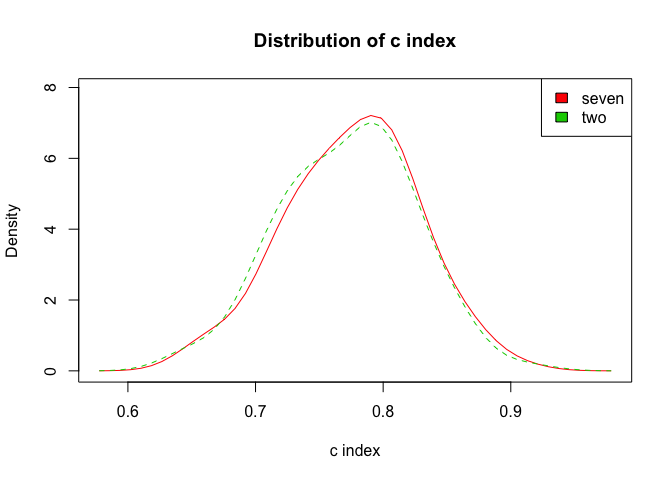 Distribution of c index
seven
two
8
6
4
2
0
Density
0.6 0.7 0.8 0.9
c index